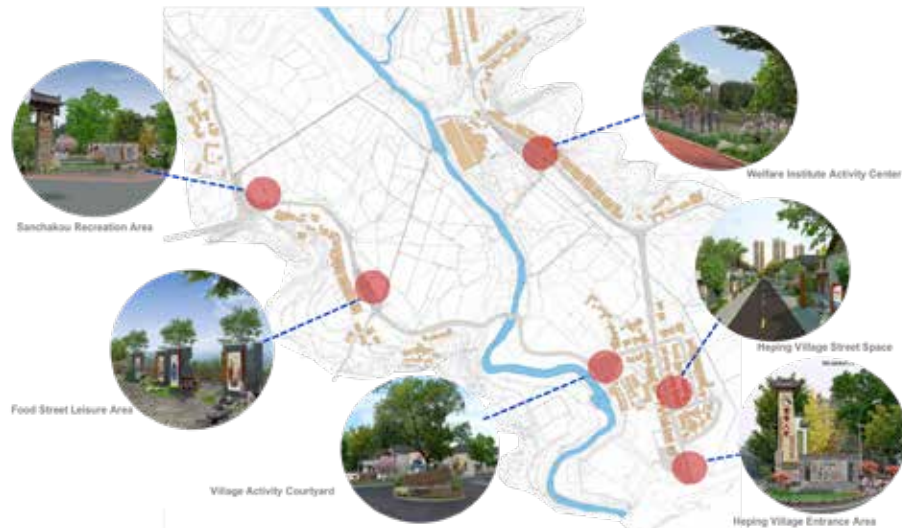 Welfare Institute Activity Center
Sanchakou Recreation Area
Heping Village Street Space
Food Street Leisure Area
Village Activity Courtyard
Heping Village Entrance Area